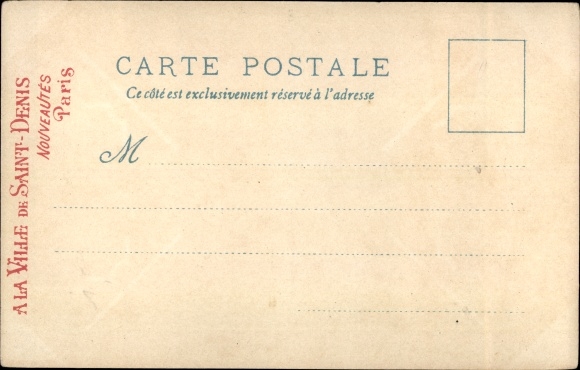 CARTE POSTALE
Ce côté est exclusivement réservé à l'adresse
M
A LA VILLE DE SAINT-DENIS
NOUVEAUTÉS
Paris